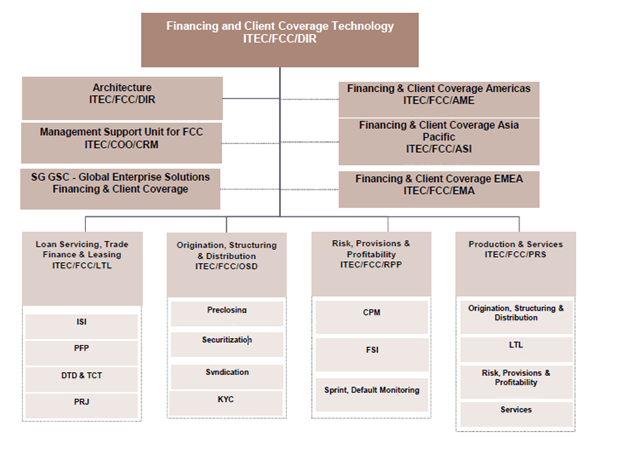 Financing and Client Coverage Technology
ITEC/FCC/DIR
Architecture
ITEC/FCC/DIR
Management Support Unit for FCC
ITEC/COO/CRM
SG GSC - Global Enterprise Solutions
Financing & Client Coverage
Financing & Client Coverage Americas
ITEC/FCC/AME
Financing & Client Coverage Asia
Pacific
ITEC/FCC/ASI
Financing & Client Coverage EMEA
ITEC/FCC/EMA
Loan Servicing, Trade
Finance & Leasing
ITEC/FCC/LTL
ISI
PFP
DTD & TCT
PRJ
Origination, Structuring
& Distribution
ITEC/FCC/OSD
Preclosing
Securitization
Syndication
KYC
Risk, Provisions &
Profitability
ITEC/FCC/RPP
CPM
FSI
Sprint, Default Monitoring
Production & Services
ITEC/FCC/PRS
Origination, Structuring &
Distribution
LTL
Risk, Provisions &
Profitability
Services